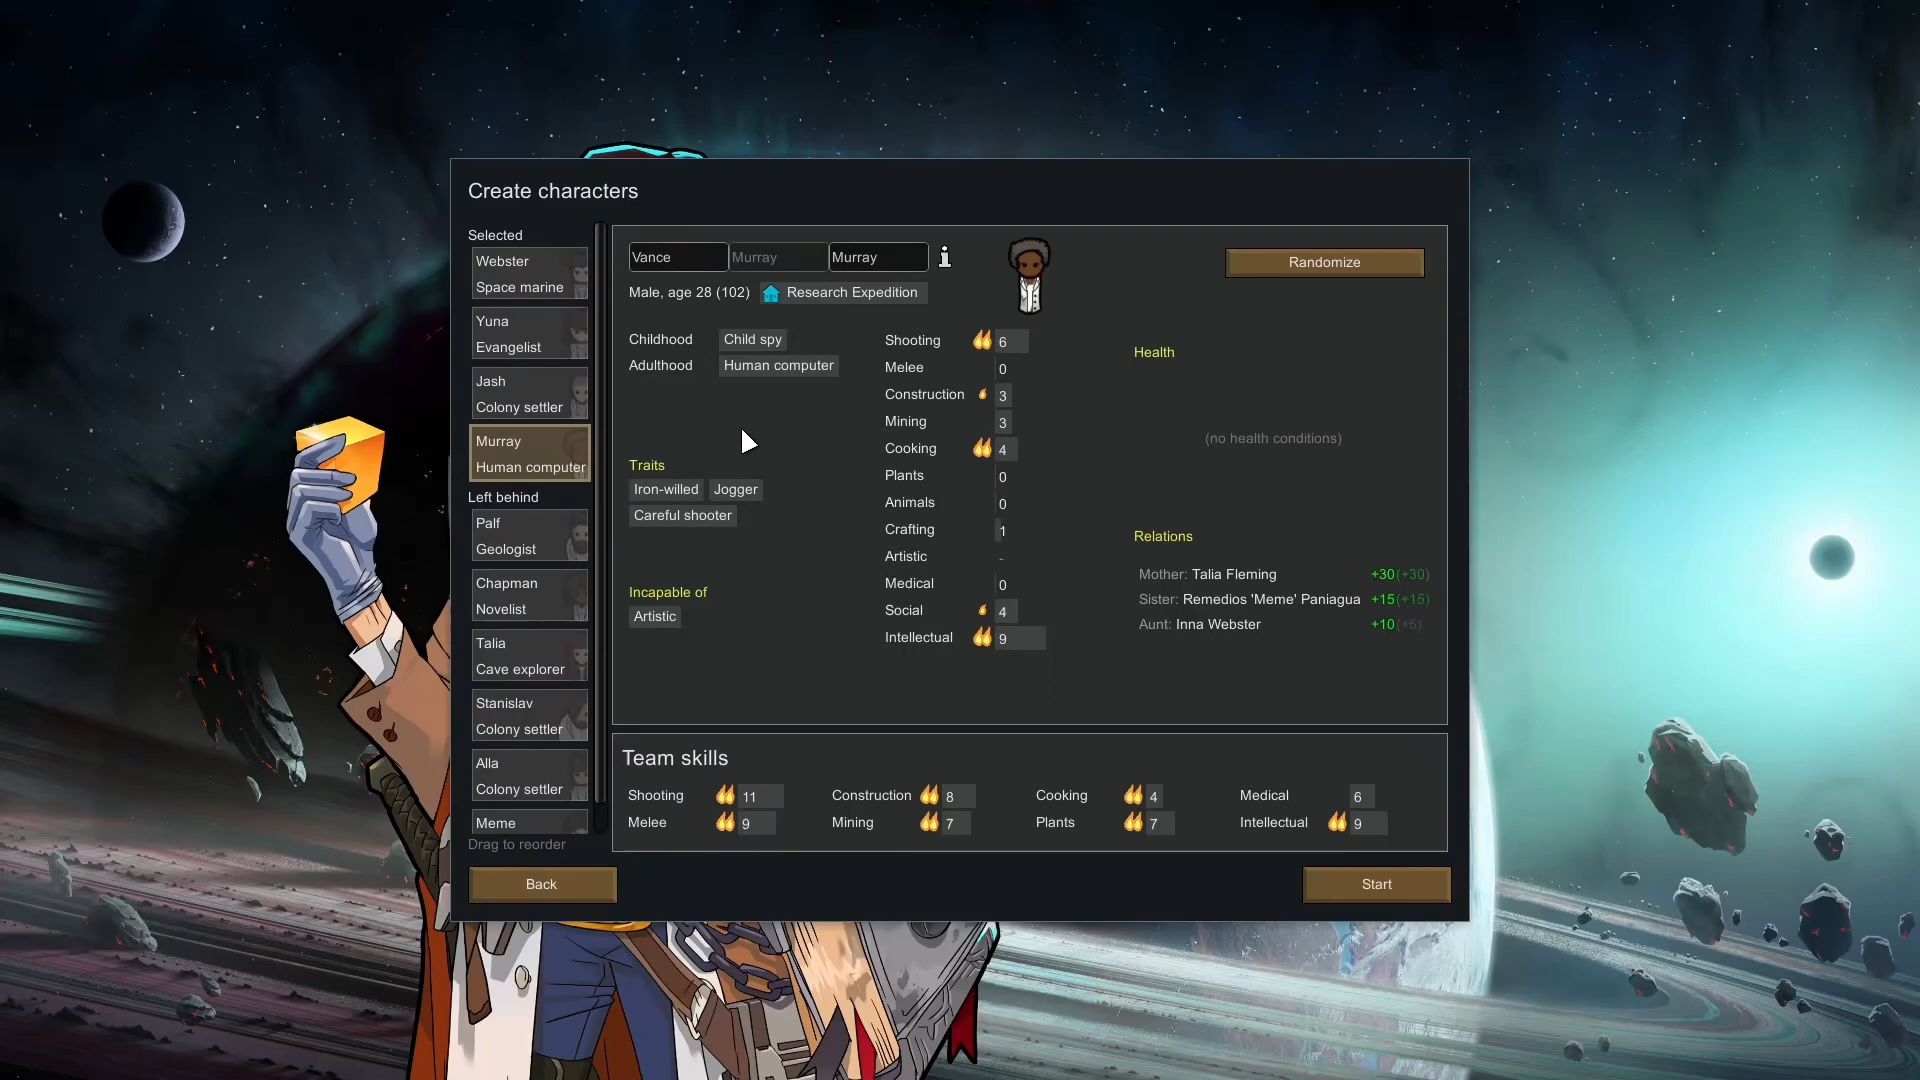 Create characters
Selected
Webster
Space marine
Yuna
Evangelist
Jash
Colony settler
Murray
Human computer
Left behind
Palf
Geologist
Chapman
Novelist
Talia
Cave explorer
Stanislav
Colony settler
Alla
Colony settler
Meme
Drag to reorder
Vance Murray Murray
Male, age 28 (102) Research Expedition
Randomize
Childhood Child spy
Adulthood Human computer
Traits
Iron-willed Jogger
Careful shooter
Incapable of
Artistic
Shooting 6
Melee 0
Construction 3
Mining 3
Cooking 4
Plants 0
Animals 0
Crafting 1
Artistic -
Medical 0
Social 4
Intellectual 9
Health
(no health conditions)
Relations
Mother: Talia Fleming +30(+30)
Sister: Remedios 'Meme' Paniagua +15(+15)
Aunt: Inna Webster +10(+5)
Team skills
Shooting 11 Construction 8 Cooking 4 Medical 6
Melee 9 Mining 7 Plants 7 Intellectual 9
Back Start